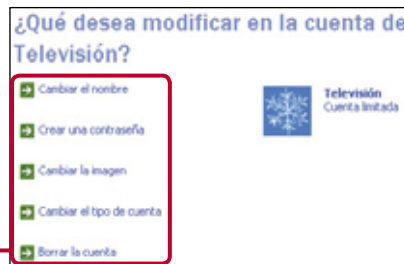 ¿Qué desea modificar en la cuenta de
Televisión?
Cambiar el nombre
Televisión
Cuenta limitada
Crear una contraseña
Cambiar la imagen
Cambiar el tipo de cuenta
Borrar la cuenta